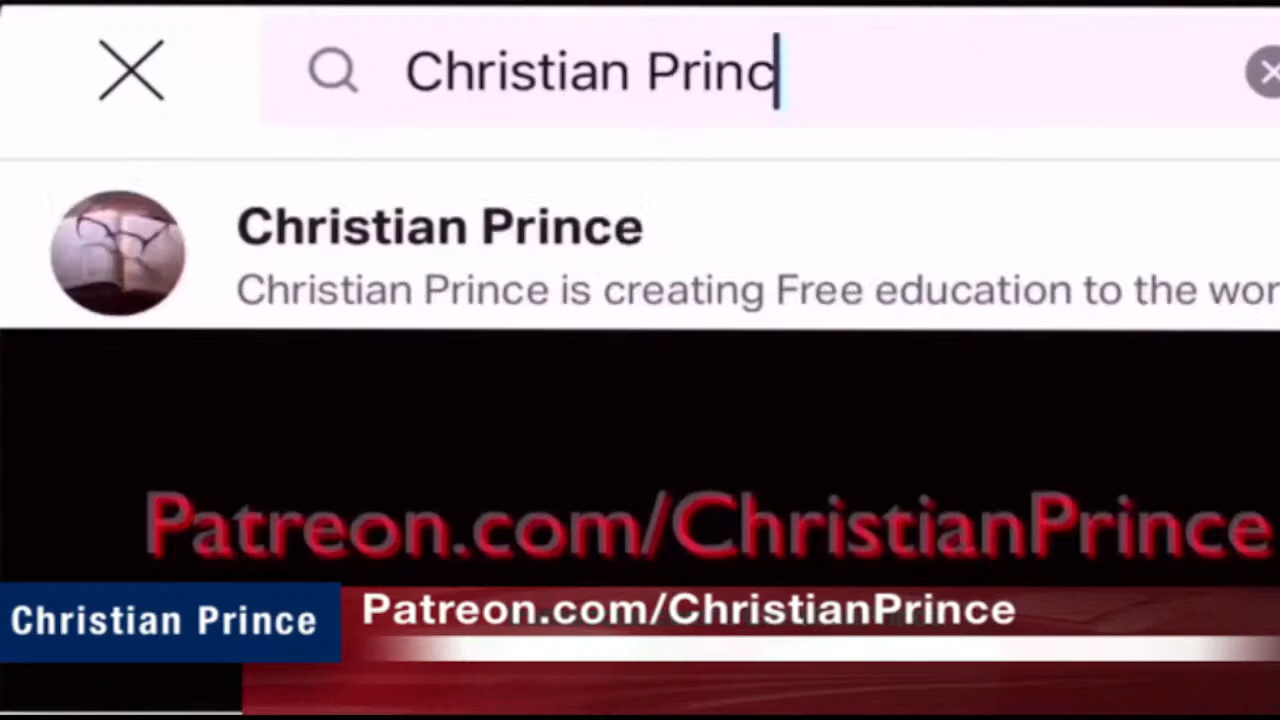 Christian Princ
Christian Prince
Christian Prince is creating Free education to the wor
Patreon.com/ChristianPrince
Christian Prince
Patreon.com/ChristianPrince